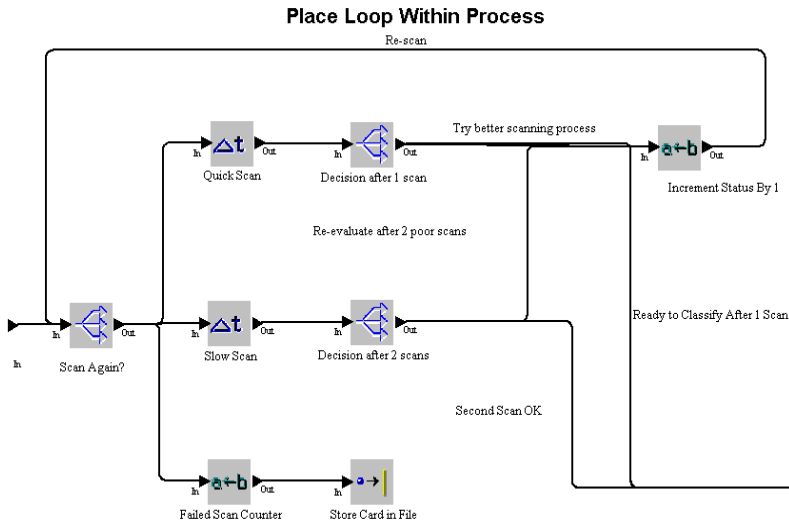 Place Loop Within Process
Re-scan
Δt
In
Out
Quick Scan
In
Out
Decision after 1 scan
Try better scanning process
a←b
In
Out
Increment Status By 1
Re-evaluate after 2 poor scans
In
In
Out
Scan Again?
Δt
In
Out
Slow Scan
In
Out
Decision after 2 scans
Ready to Classify After 1 Scan
Second Scan OK
a←b
In
Out
Failed Scan Counter
In
Store Card in File